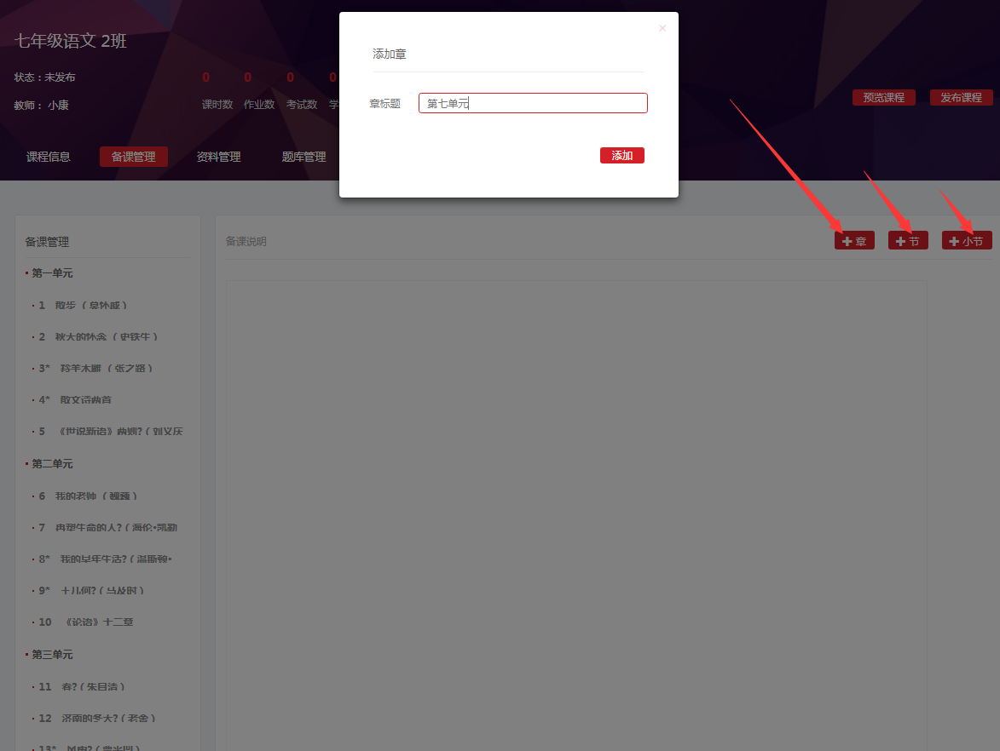 七年级语文 2班
状态：未发布
教师： 小康
0 0 0 0
课时数 作业数 考试数 学
预览课程 发布课程
课程信息 备课管理 资料管理 题库管理
×
添加章
章标题 第七单元
添加
备课管理
第一单元
1 散步 （莫怀戚）
2 秋天的怀念 （史铁生）
3* 羚羊木雕 （张之路）
4* 散文诗两首
5 《世说新语》两则?（刘义庆
第二单元
6 我的老师 （魏巍）
7 再塑生命的人?（海伦•凯勒
8* 我的早年生活?（温斯顿•
9* 王几何?（马及时）
10 《论语》十二章
第三单元
11 春?（朱自清）
12 济南的冬天?（老舍）
13*
备课说明
章 节 小节